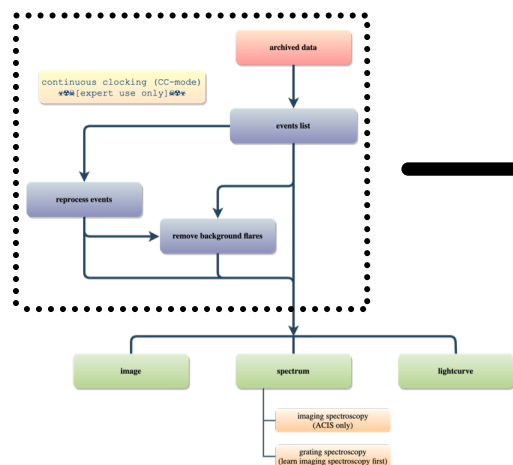 archived data
continuous clocking (CC-mode)
☣☢☠[expert use only]☠☢☣
events list
reprocess events
remove background flares
image
spectrum
lightcurve
imaging spectroscopy
(ACIS only)
grating spectroscopy
(learn imaging spectroscopy first)